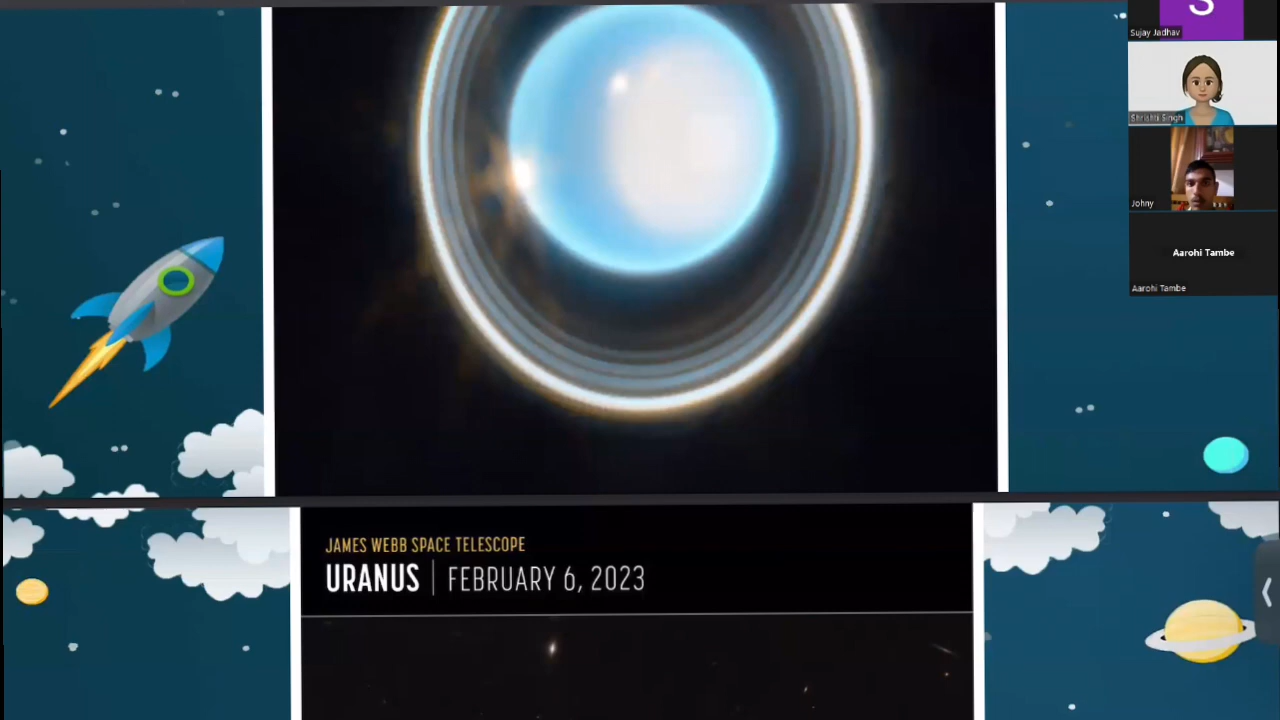 S
Sujay Jadhav
Shrishti Singh
Johny
Aarohi Tambe
Aarohi Tambe
JAMES WEBB SPACE TELESCOPE
URANUS | FEBRUARY 6, 2023